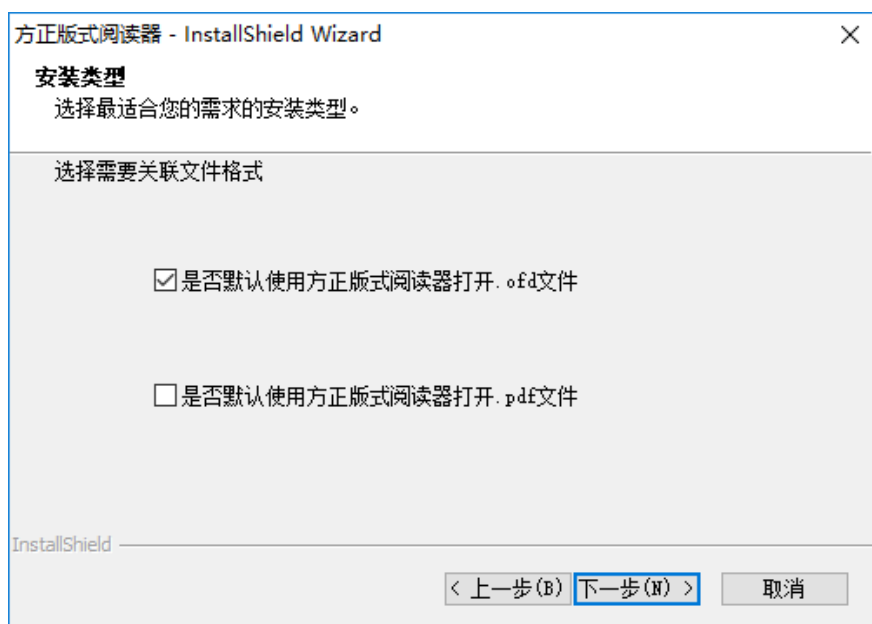 方正版式阅读器 - InstallShield Wizard
安装类型
选择最适合您的需求的安装类型。
选择需要关联文件格式
是否默认使用方正版式阅读器打开.ofd文件
是否默认使用方正版式阅读器打开.pdf文件
InstallShield
< 上一步(B) 下一步(N) > 取消